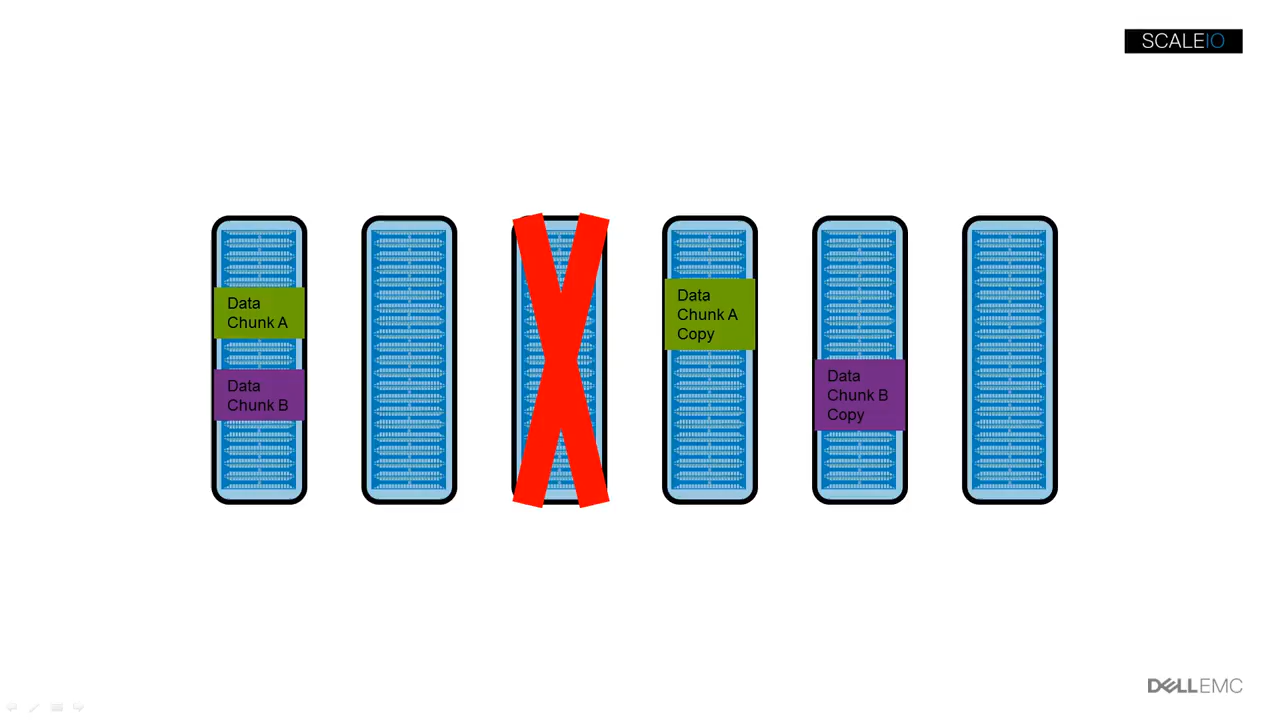 SCALEIO
Data
Chunk A
Data
Chunk B
Data
Chunk A
Copy
Data
Chunk B
Copy
DELLEMC